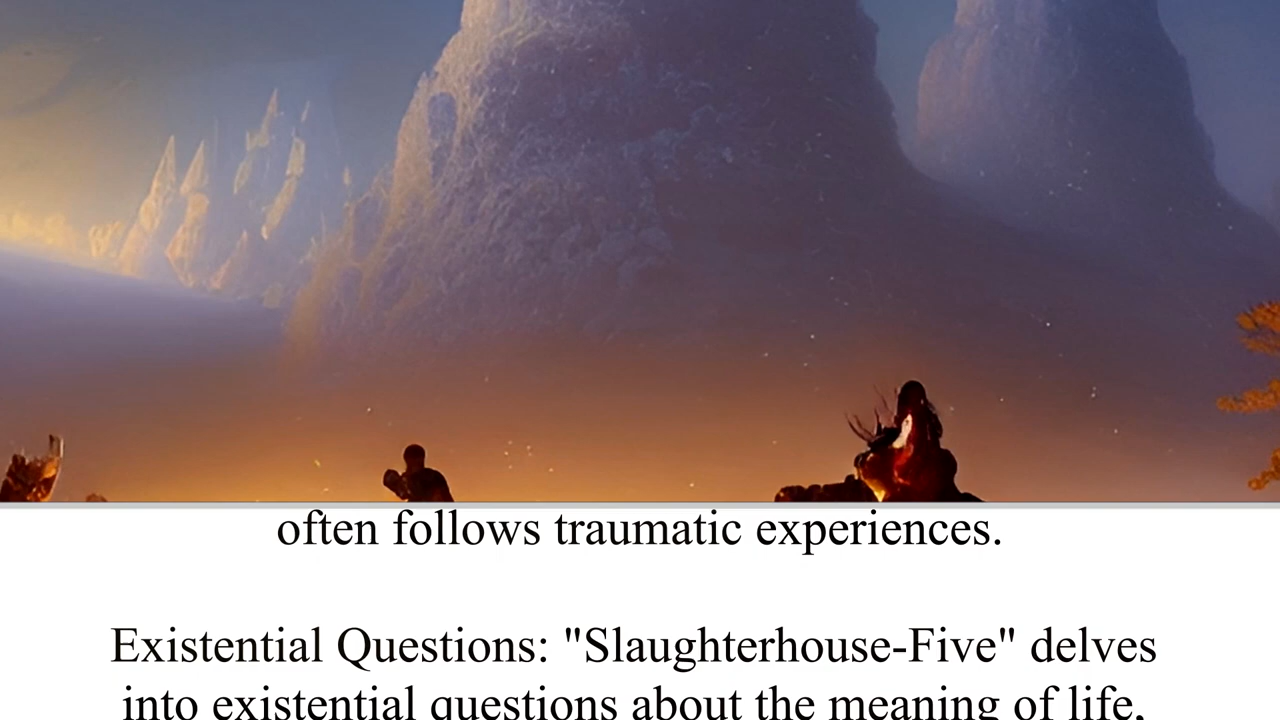 often follows traumatic experiences.
Existential Questions: "Slaughterhouse-Five" delves
into existential questions about the meaning of life,